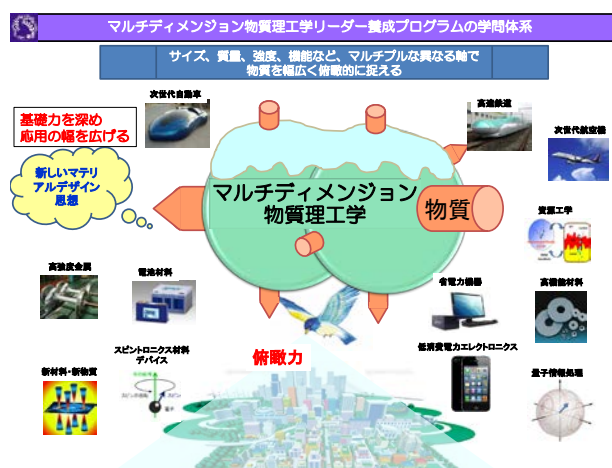 マルチディメンジョン物質理工学リーダー養成プログラムの学問体系
サイズ、質量、強度、機能など、マルチプルな異なる軸で
物質を幅広く俯瞰的に捉える
次世代自動車
高速鉄道
基礎力を深め
応用の幅を広げる
次世代航空機
新しいマテリ
アルデザイン
思想
マルチディメンジョン
物質理工学
物質
資源工学
高強度金属
電池材料
省電力機器
高機能材料
スピントロニクス材料
デバイス
俯瞰力
低消費電力エレクトロニクス
新材料・新物質
スピン
電子
量子情報処理